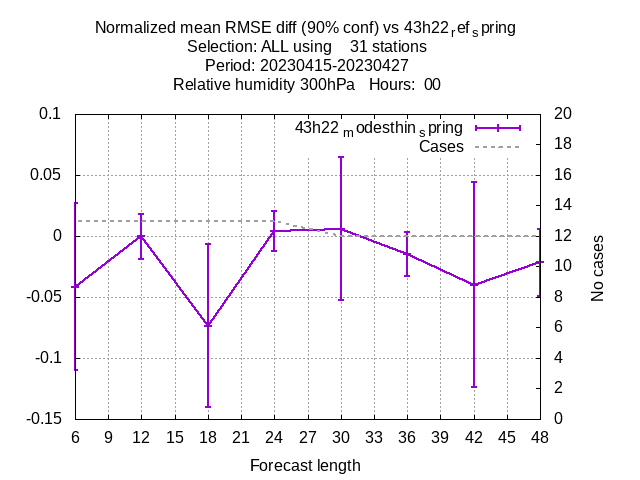 Normalized mean RMSE diff (90% conf) vs 43h22refspring
Selection: ALL using 31 stations
Period: 20230415-20230427
Relative humidity 300hPa Hours: 00
43h22modesthinspring
Cases
0.1
0.05
0
-0.05
-0.1
-0.15
20
18
16
14
12
10
8
6
4
2
0
No cases
6 9 12 15 18 21 24 27 30 33 36 39 42 45 48
Forecast length